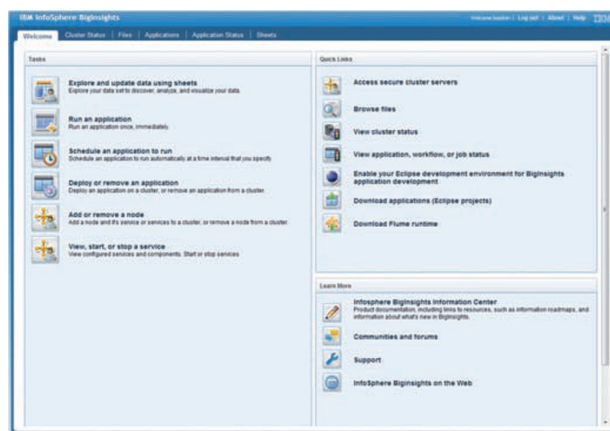 IBM InfoSphere BigInsights
Log out | About | Help IBM
Welcome Cluster Status Files Applications Application Status Sheets
Tasks
Explore and update data using sheets
Explore your data set to discover, analyze, and visualize your data.
Run an application
Run an application once, immediately.
Schedule an application to run
Schedule an application to run automatically at a time interval that you specify
Deploy or remove an application
Deploy an application on a cluster, or remove an application from a cluster.
Add or remove a node
Add a node and it's service or services to a cluster, or remove a node from a cluster.
View, start, or stop a service
View configured services and components. Start or stop services
Quick Links
Access secure cluster servers
Browse files
View cluster status
View application, workflow, or job status
Enable your Eclipse development environment for BigInsights
application development
Download applications (Eclipse projects)
Download Flume runtime
Learn More
Infosphere BigInsights Information Center
Product documentation, including links to resources, such as information roadmaps, and
information about what's new in BigInsights.
Communities and forums
Support
InfoSphere BigInsights on the Web